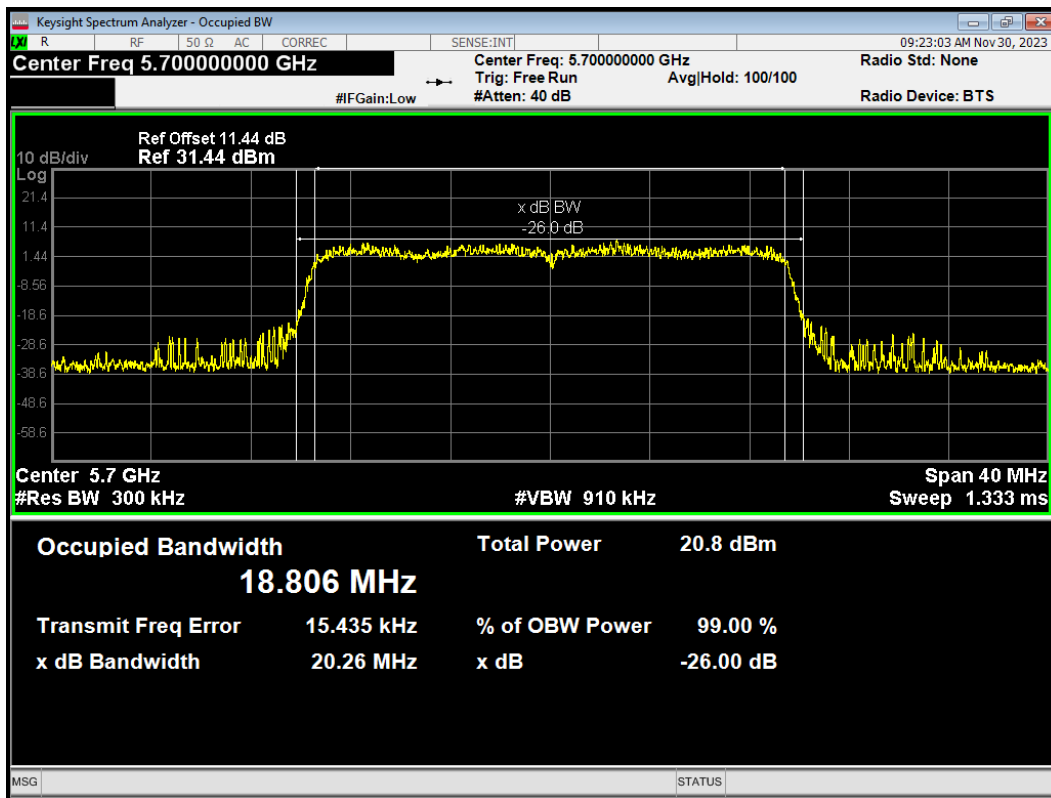 Keysight Spectrum Analyzer - Occupied BW
LXI R RF 50 Ω AC CORREC SENSE:INT 09:23:03 AM Nov 30, 2023
Center Freq 5.700000000 GHz Center Freq: 5.700000000 GHz Radio Std: None
Trig: Free Run Avg|Hold: 100/100
#IFGain:Low #Atten: 40 dB Radio Device: BTS
Ref Offset 11.44 dB
10 dB/div Ref 31.44 dBm
Log
21.4
x dB BW
11.4
-26.0 dB
1.44
-8.56
-18.6
-28.6
-38.6
-48.6
-58.6
Center 5.7 GHz Span 40 MHz
#Res BW 300 kHz #VBW 910 kHz Sweep 1.333 ms
Occupied Bandwidth Total Power 20.8 dBm
18.806 MHz
Transmit Freq Error 15.435 kHz % of OBW Power 99.00 %
x dB Bandwidth 20.26 MHz x dB -26.00 dB
MSG STATUS